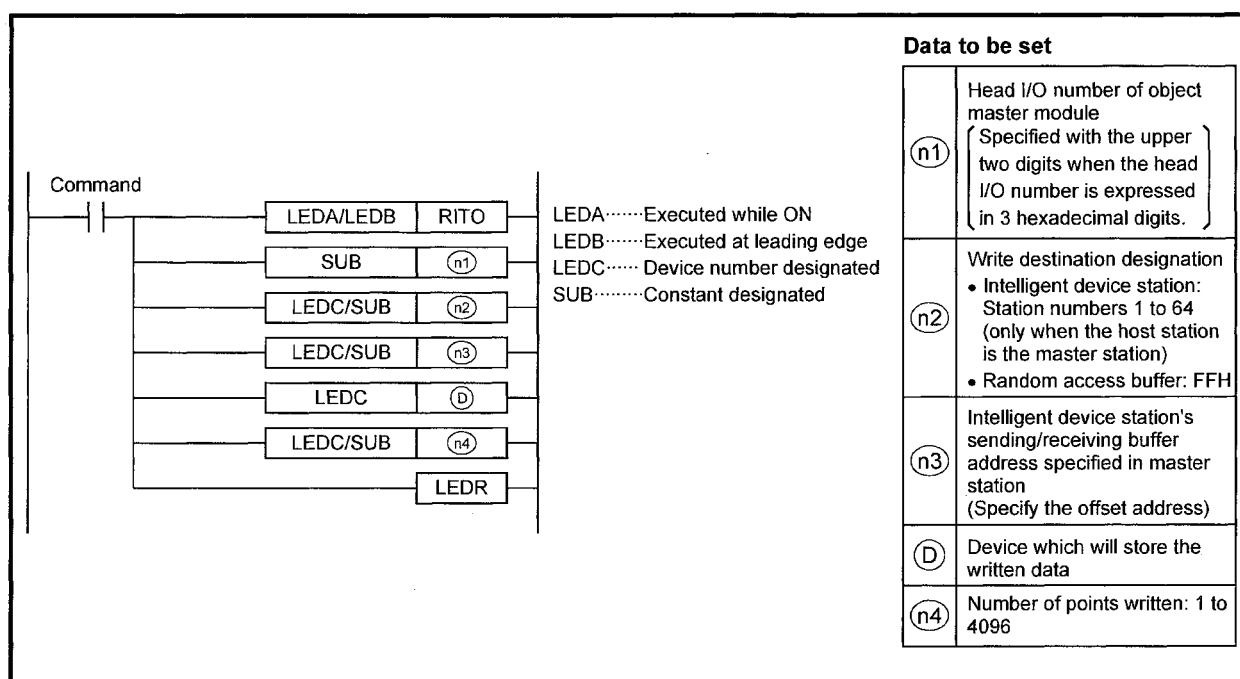 Command
LEDA/LEDB RITO
SUB n1
LEDC/SUB n2
LEDC/SUB n3
LEDC D
LEDC/SUB n4
LEDR
LEDA······Executed while ON
LEDB······Executed at leading edge
LEDC······ Device number designated
SUB········Constant designated
Data to be set
n1
Head I/O number of object
master module
Specified with the upper
two digits when the head
I/O number is expressed
in 3 hexadecimal digits.
n2
Write destination designation
• Intelligent device station:
Station numbers 1 to 64
(only when the host station
is the master station)
• Random access buffer: FFH
n3
Intelligent device station's
sending/receiving buffer
address specified in master
station
(Specify the offset address)
D
Device which will store the
written data
n4
Number of points written: 1 to
4096